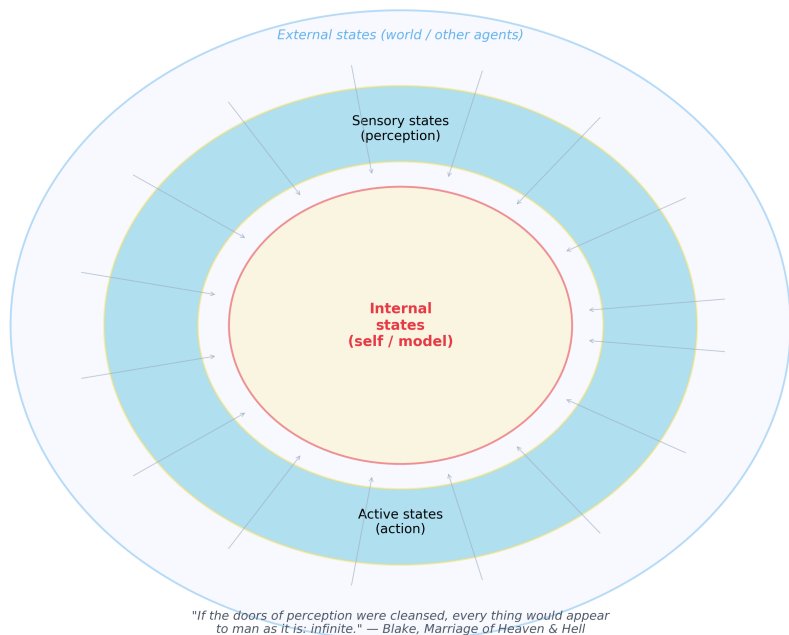 External states (world / other agents)
Sensory states
(perception)
Internal
states
(self / model)
Active states
(action)
"If the doors of perception were cleansed, every thing would appear
to man as it is: infinite." — Blake, Marriage of Heaven & Hell